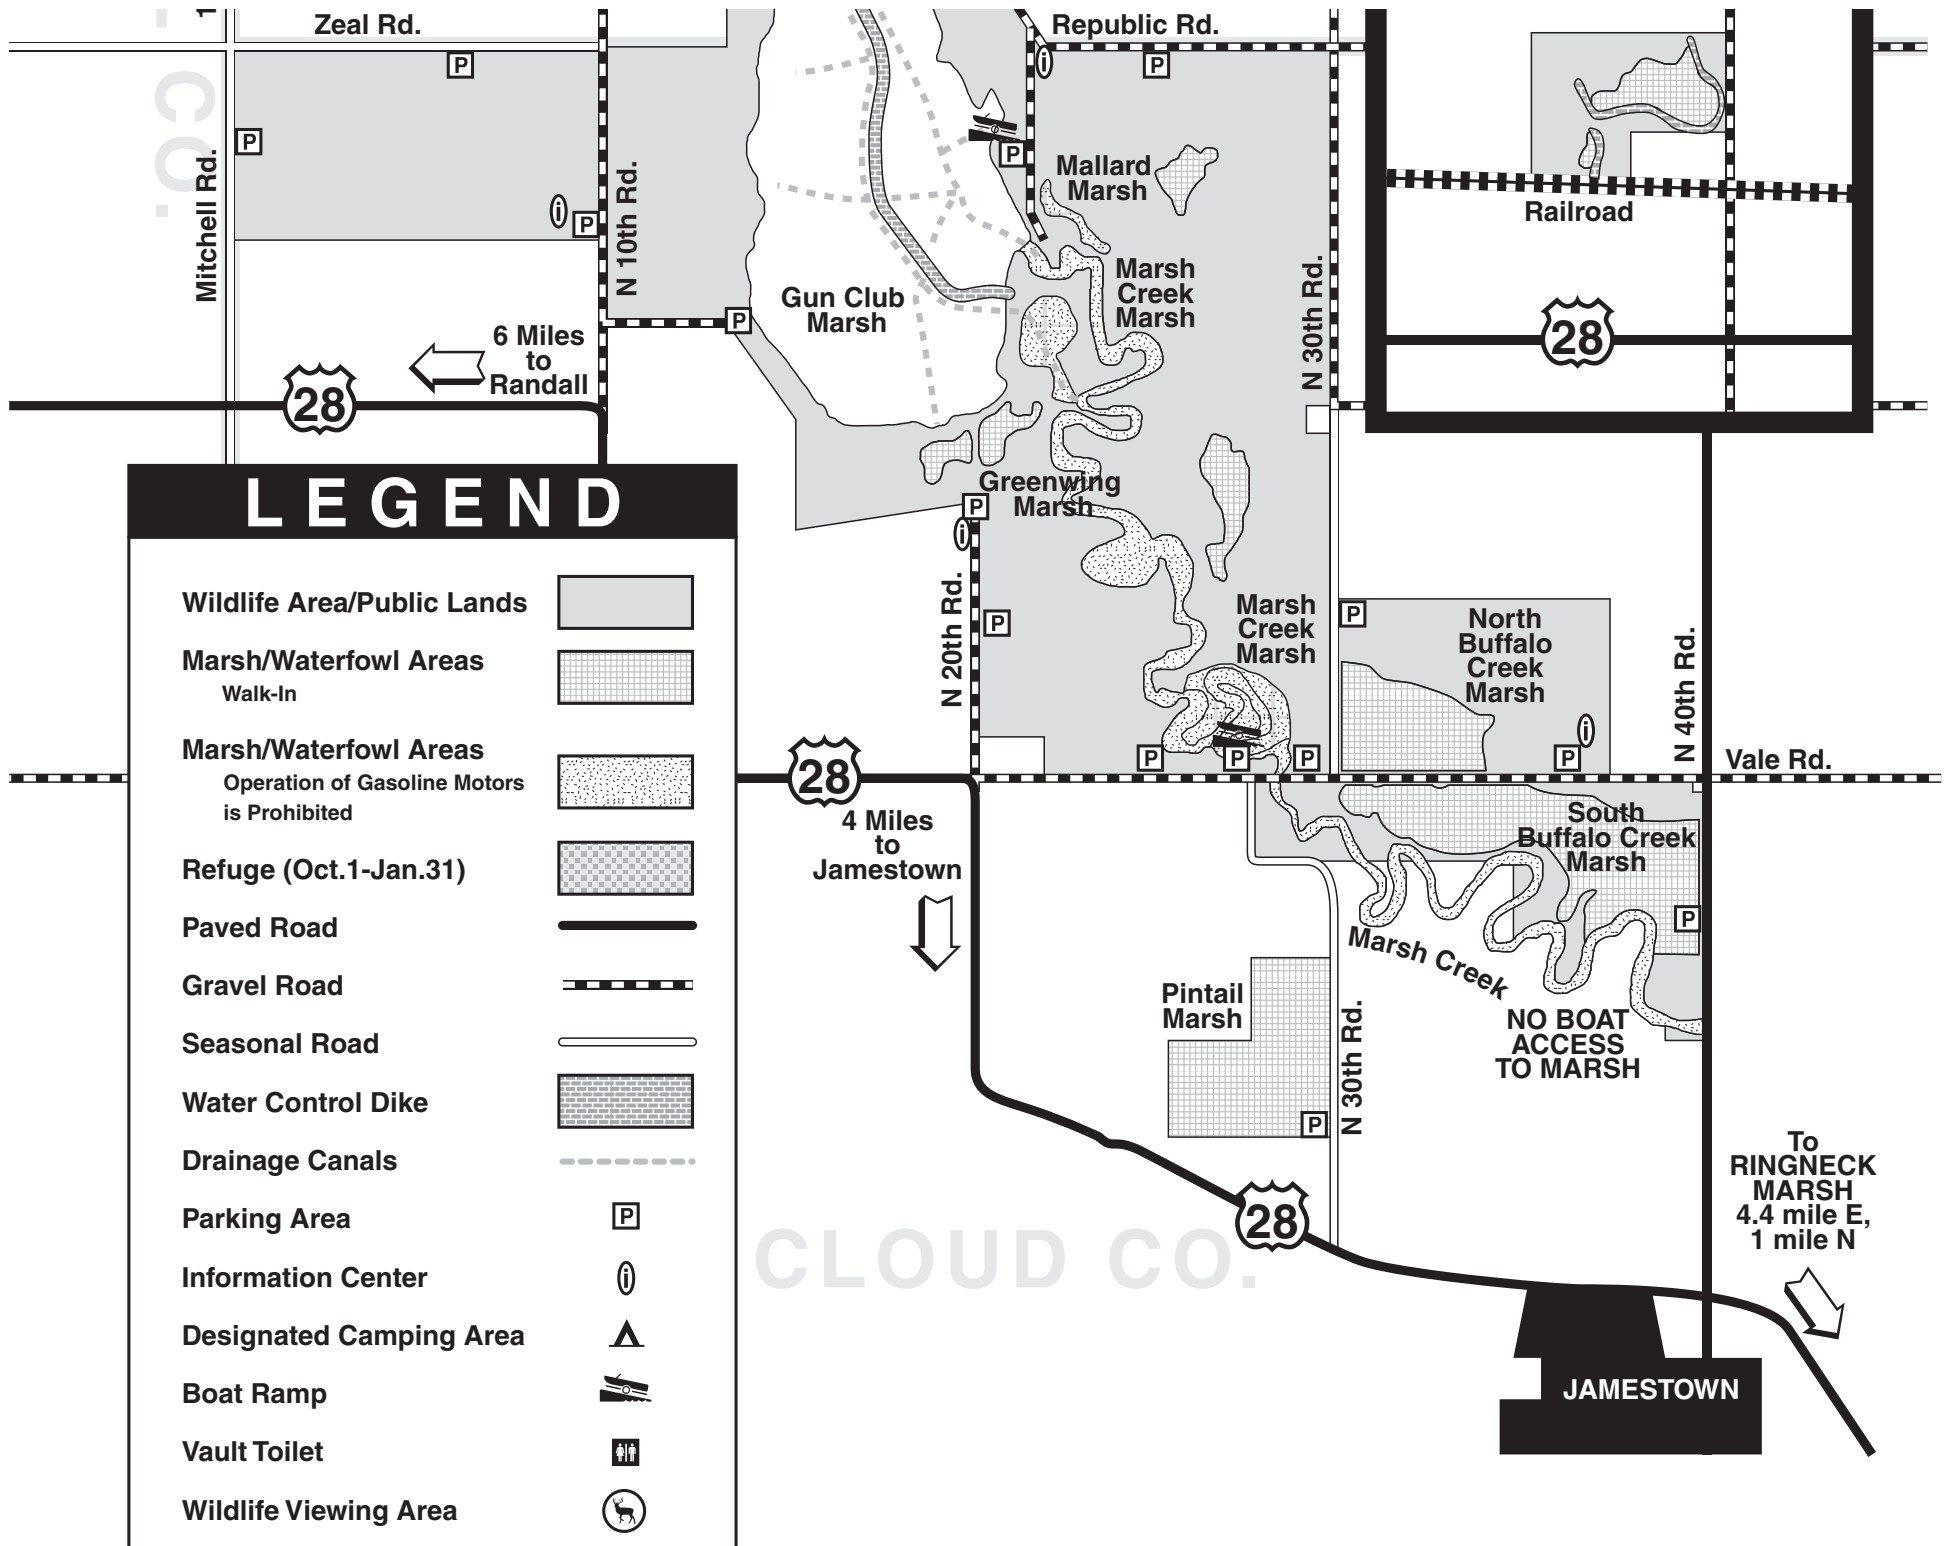 Zeal Rd.
Republic Rd.
CO.
Mitchell Rd.
N 10th Rd.
Mallard
Marsh
Railroad
Marsh
Creek
Marsh
Gun Club
Marsh
N 30th Rd.
6 Miles
to
Randall
28
28
Greenwing
Marsh
LEGEND
Wildlife Area/Public Lands
Marsh/Waterfowl Areas
Walk-In
Marsh/Waterfowl Areas
Operation of Gasoline Motors
is Prohibited
Refuge (Oct.1-Jan.31)
Paved Road
Gravel Road
Seasonal Road
Water Control Dike
Drainage Canals
Parking Area
P
Information Center
i
Designated Camping Area
Boat Ramp
Vault Toilet
Wildlife Viewing Area
P
P
i
P
P
i
P
P
P
i
P
P
P
P
P
P
i
P
P
P
N 20th Rd.
Marsh
Creek
Marsh
North
Buffalo
Creek
Marsh
N 40th Rd.
Vale Rd.
28
4 Miles
to
Jamestown
South
Buffalo Creek
Marsh
Marsh Creek
Pintail
Marsh
N 30th Rd.
NO BOAT
ACCESS
TO MARSH
To
RINGNECK
MARSH
4.4 mile E,
1 mile N
28
CLOUD CO.
JAMESTOWN